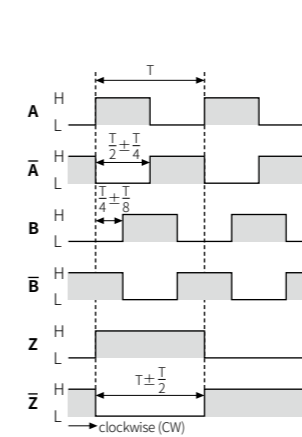 T
H
A
L
T/2 ± T/4
H
A̅
L
T/4 ± T/8
H
B
L
H
B̅
L
H
Z
L
T ± T/2
H
Z̅
L
clockwise (CW)